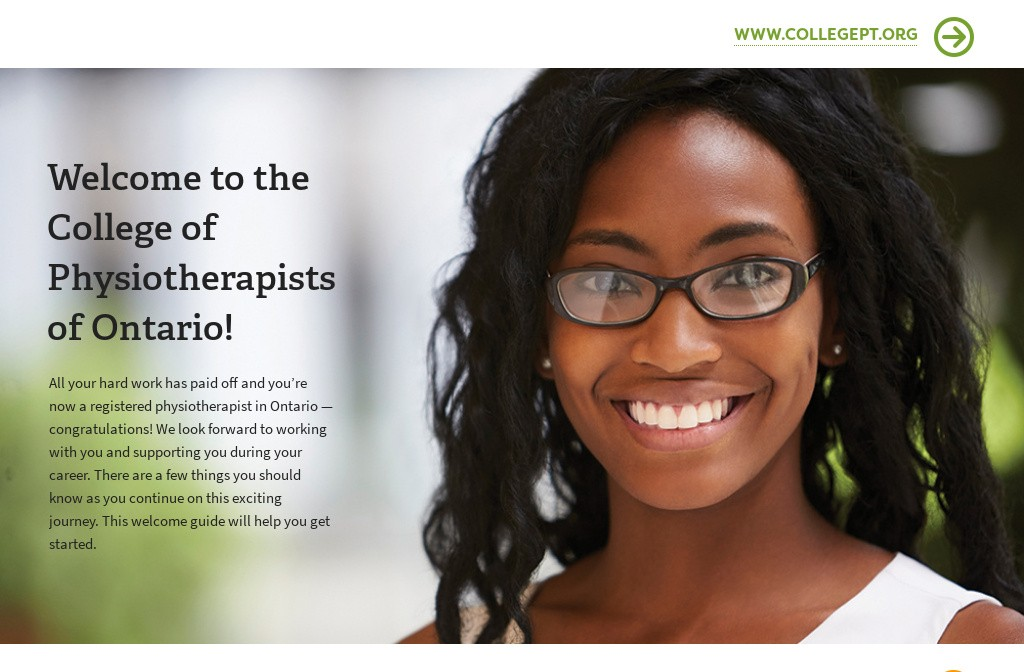 WWW.COLLEGEPT.ORG
Welcome to the
College of
Physiotherapists
of Ontario!
All your hard work has paid off and you’re
now a registered physiotherapist in Ontario —
congratulations! We look forward to working
with you and supporting you during your
career. There are a few things you should
know as you continue on this exciting
journey. This welcome guide will help you get
started.